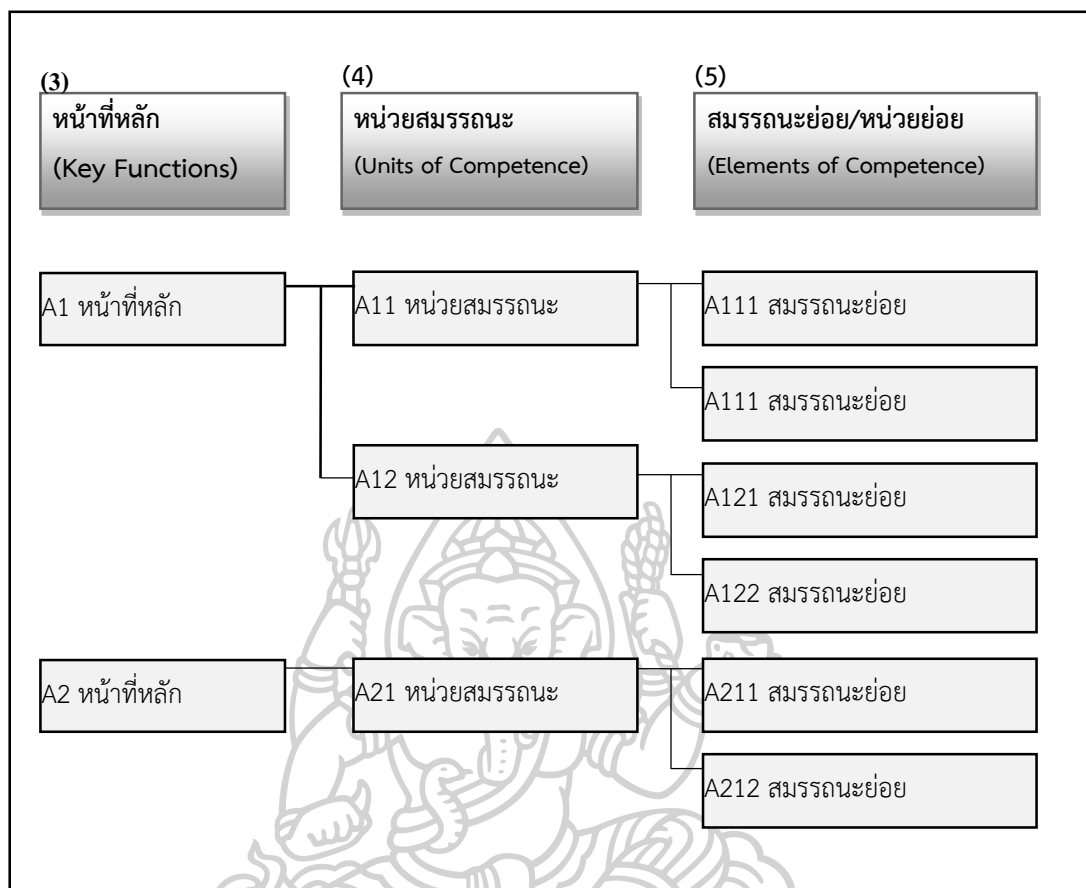 (3)
(4)
(5)
หน้าที่หลัก
(Key Functions)
หน่วยสมรรถนะ
(Units of Competence)
สมรรถนะย่อย/หน่วยย่อย
(Elements of Competence)
A1 หน้าที่หลัก
A11 หน่วยสมรรถนะ
A111 สมรรถนะย่อย
A111 สมรรถนะย่อย
A12 หน่วยสมรรถนะ
A121 สมรรถนะย่อย
A122 สมรรถนะย่อย
A2 หน้าที่หลัก
A21 หน่วยสมรรถนะ
A211 สมรรถนะย่อย
A212 สมรรถนะย่อย